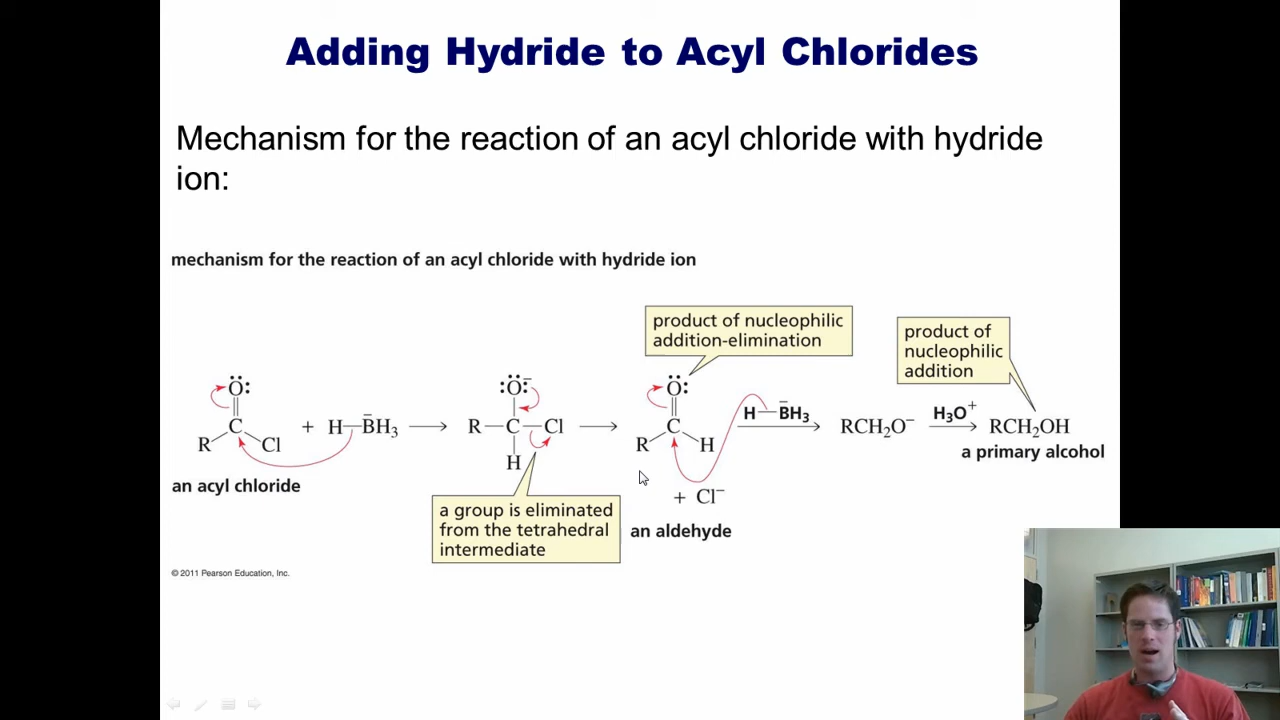 Adding Hydride to Acyl Chlorides
Mechanism for the reaction of an acyl chloride with hydride
ion:
mechanism for the reaction of an acyl chloride with hydride ion
product of nucleophilic
addition-elimination
product of
nucleophilic
addition
:Ö:⁻
Ö:
Ö:
R C Cl + H—B̄H₃
R—C—Cl
H
R C H
H—B̄H₃
RCH₂O⁻
H₃O⁺
RCH₂OH
a primary alcohol
an acyl chloride
+ Cl⁻
a group is eliminated
from the tetrahedral
intermediate
an aldehyde
© 2011 Pearson Education, Inc.